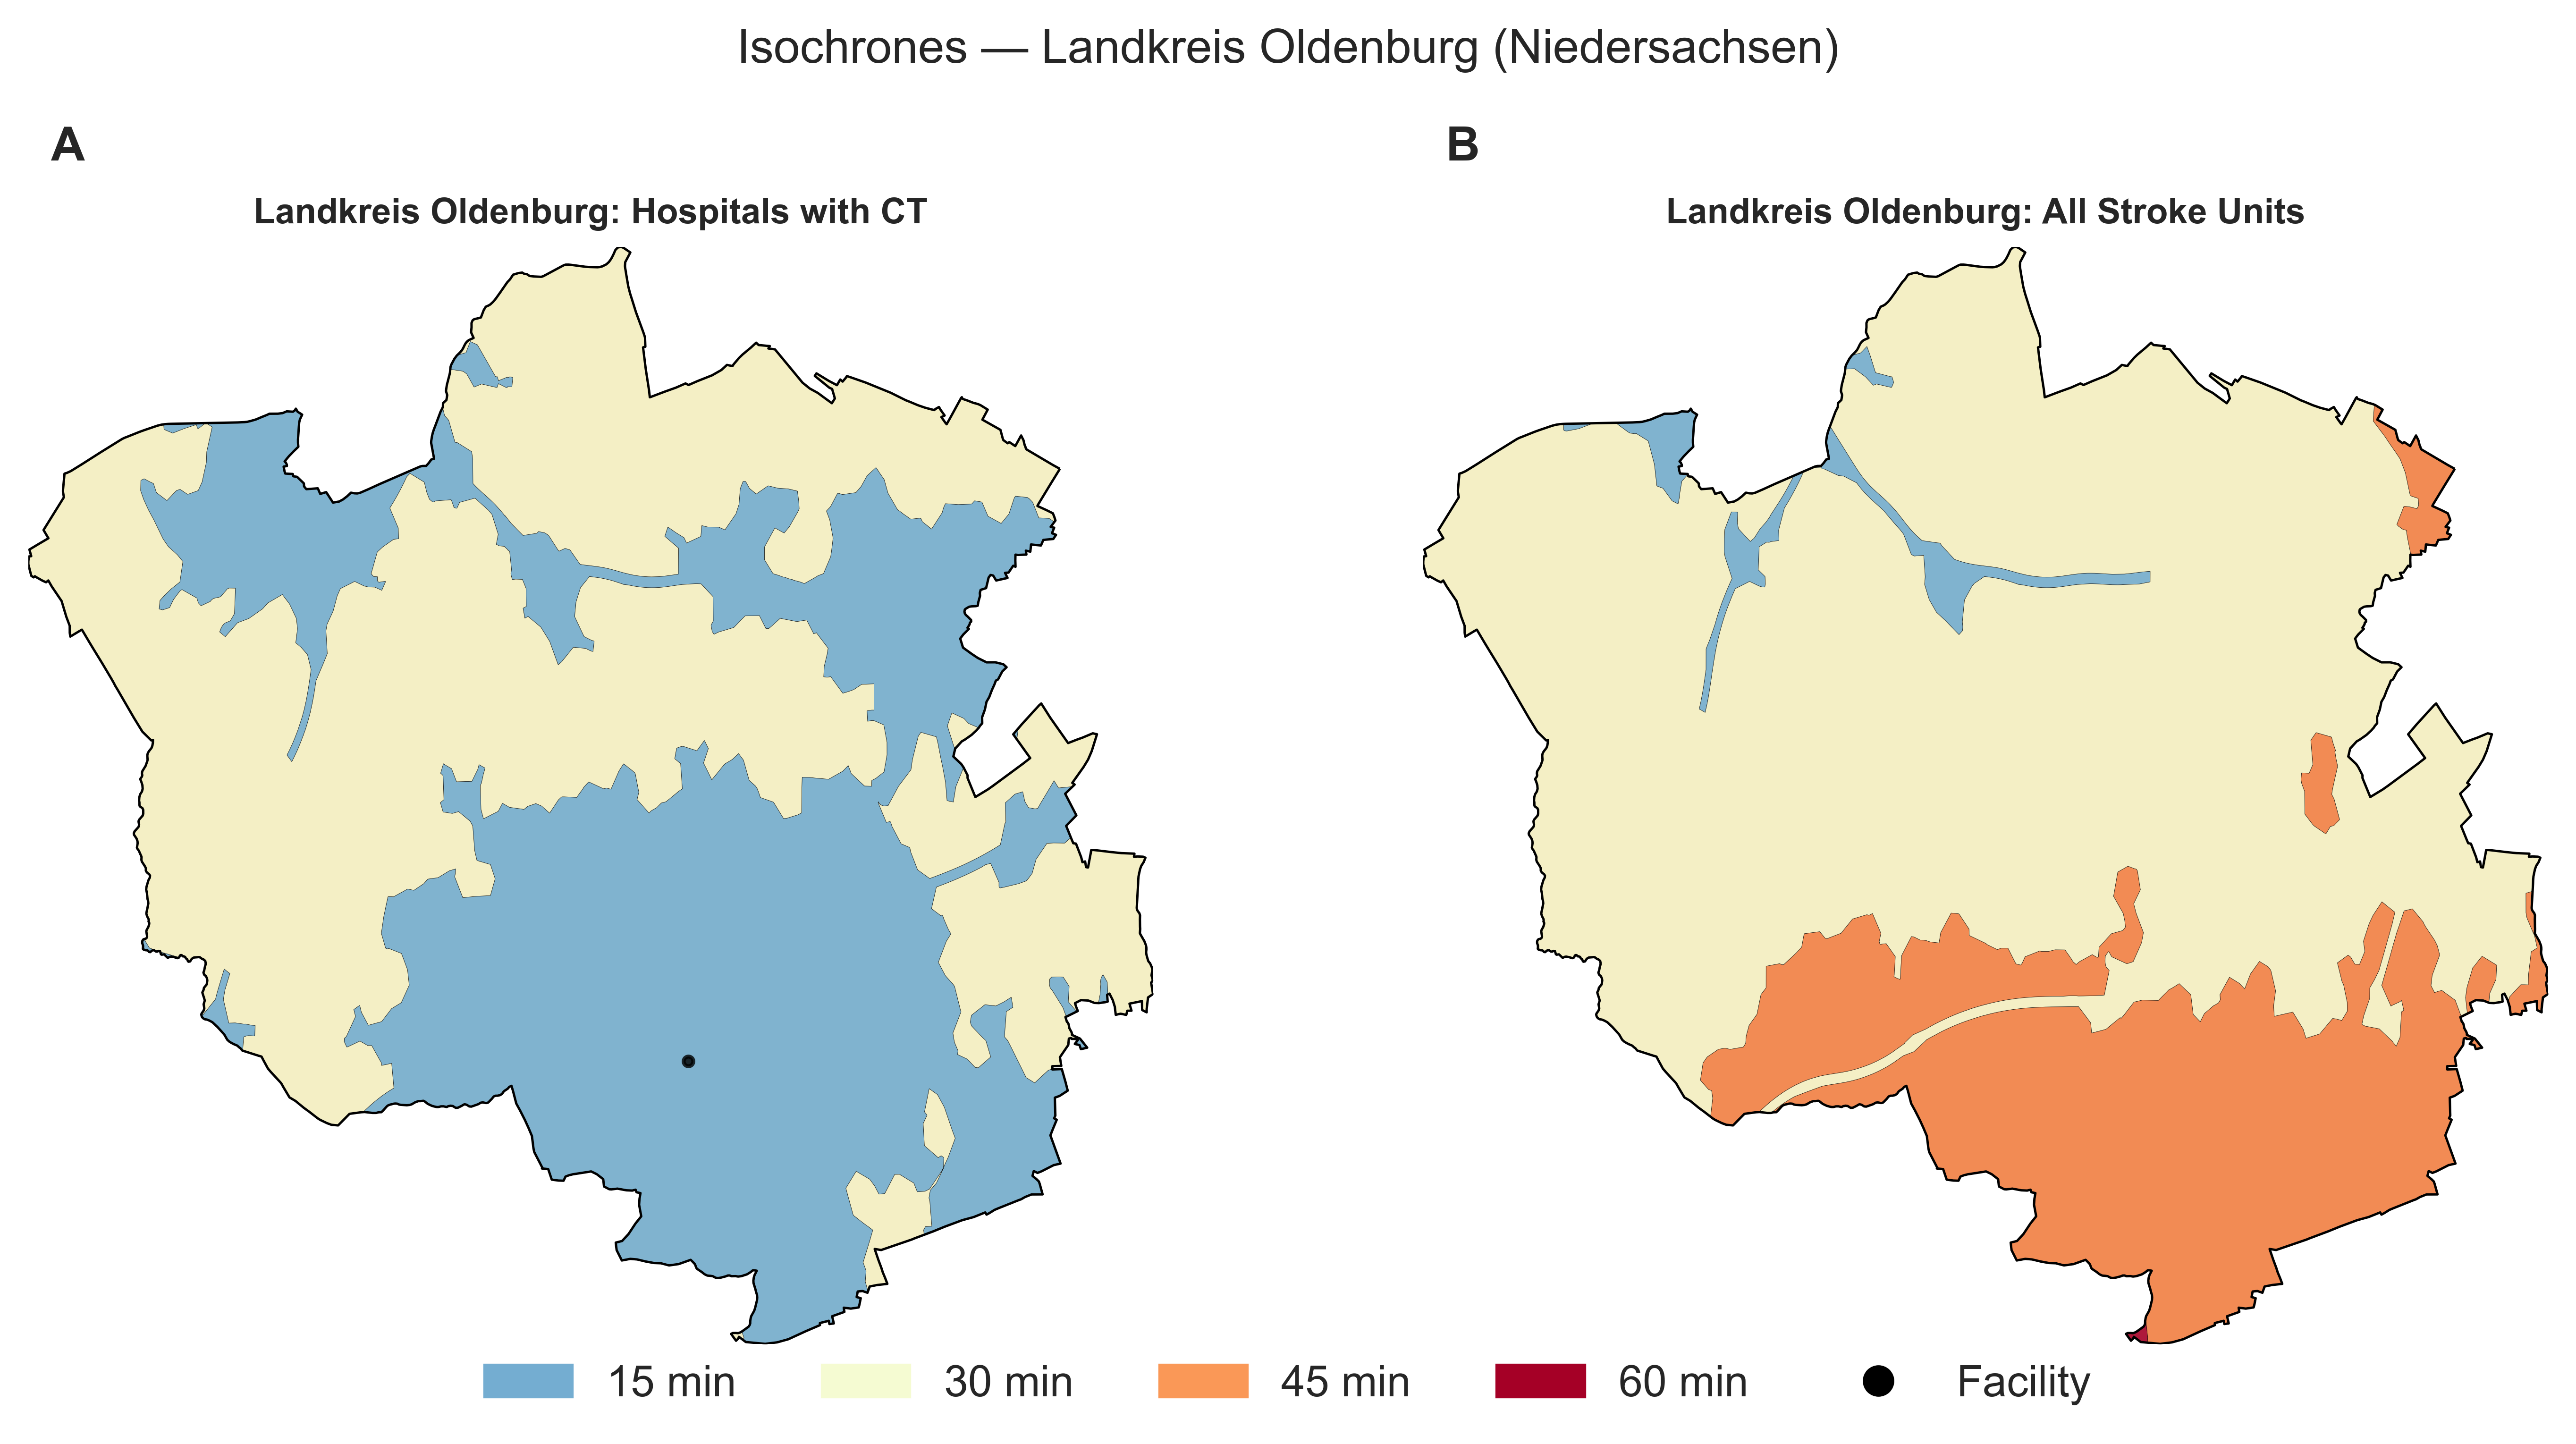 Isochrones — Landkreis Oldenburg (Niedersachsen)
A
B
Landkreis Oldenburg: Hospitals with CT
Landkreis Oldenburg: All Stroke Units
15 min
30 min
45 min
60 min
Facility